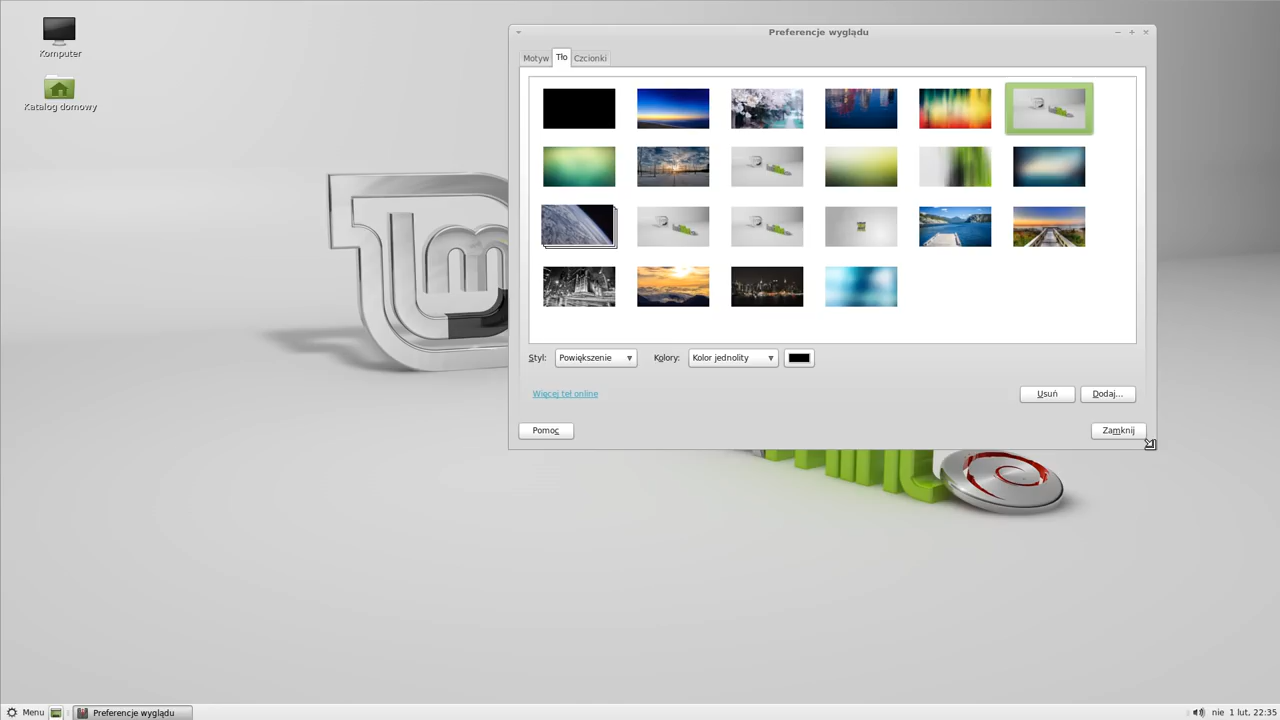 Komputer
Katalog domowy
Preferencje wyglądu
Motyw Tło Czcionki
Styl: Powiększenie Kolory: Kolor jednolity
Więcej teł online
Usuń Dodaj...
Pomoc Zamknij
Menu Preferencje wyglądu nie 1 lut, 22:35